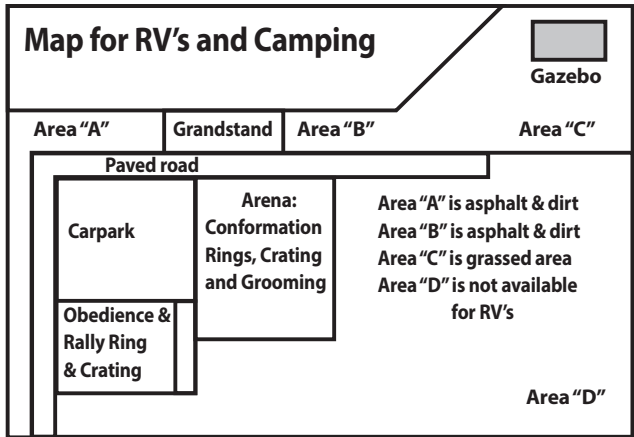 Map for RV's and Camping
Gazebo
Area "A"
Grandstand
Area "B"
Area "C"
Paved road
Carpark
Arena:
Conformation
Rings, Crating
and Grooming
Area "A" is asphalt & dirt
Area "B" is asphalt & dirt
Area "C" is grassed area
Area "D" is not available
for RV's
Obedience &
Rally Ring
& Crating
Area "D"